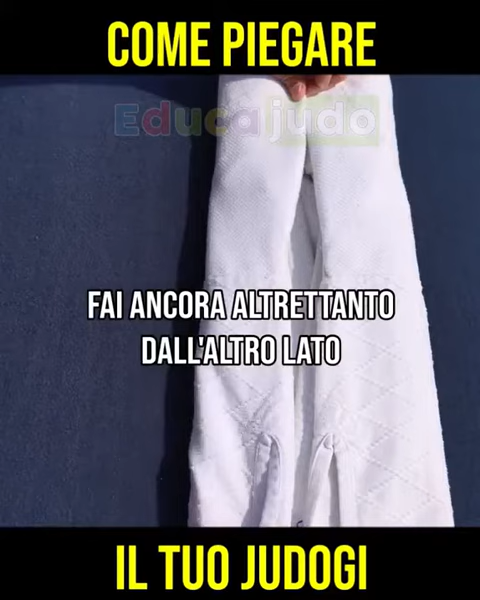 COME PIEGARE
Educajudo
FAI ANCORA ALTRETTANTO
DALL'ALTRO LATO
IL TUO JUDOGI